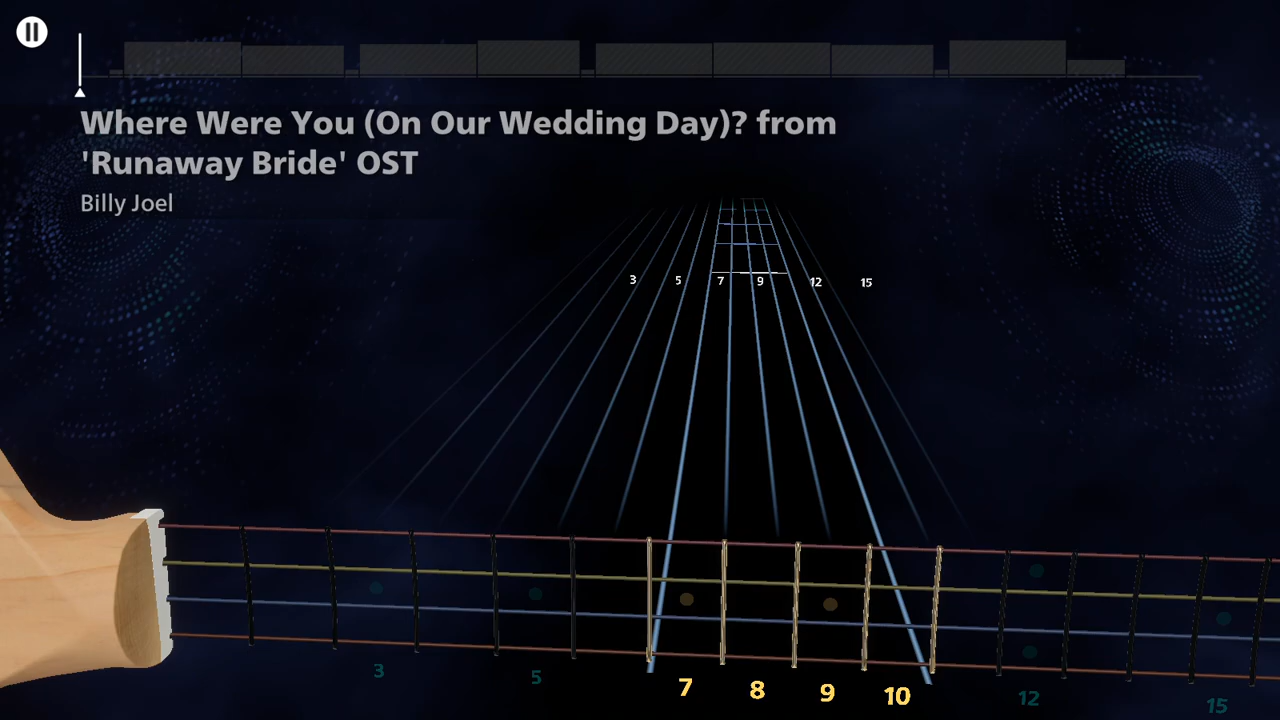 Where Were You (On Our Wedding Day)? from
'Runaway Bride' OST
Billy Joel
3 5 7 9 12 15
3 5 7 8 9 10 12 15